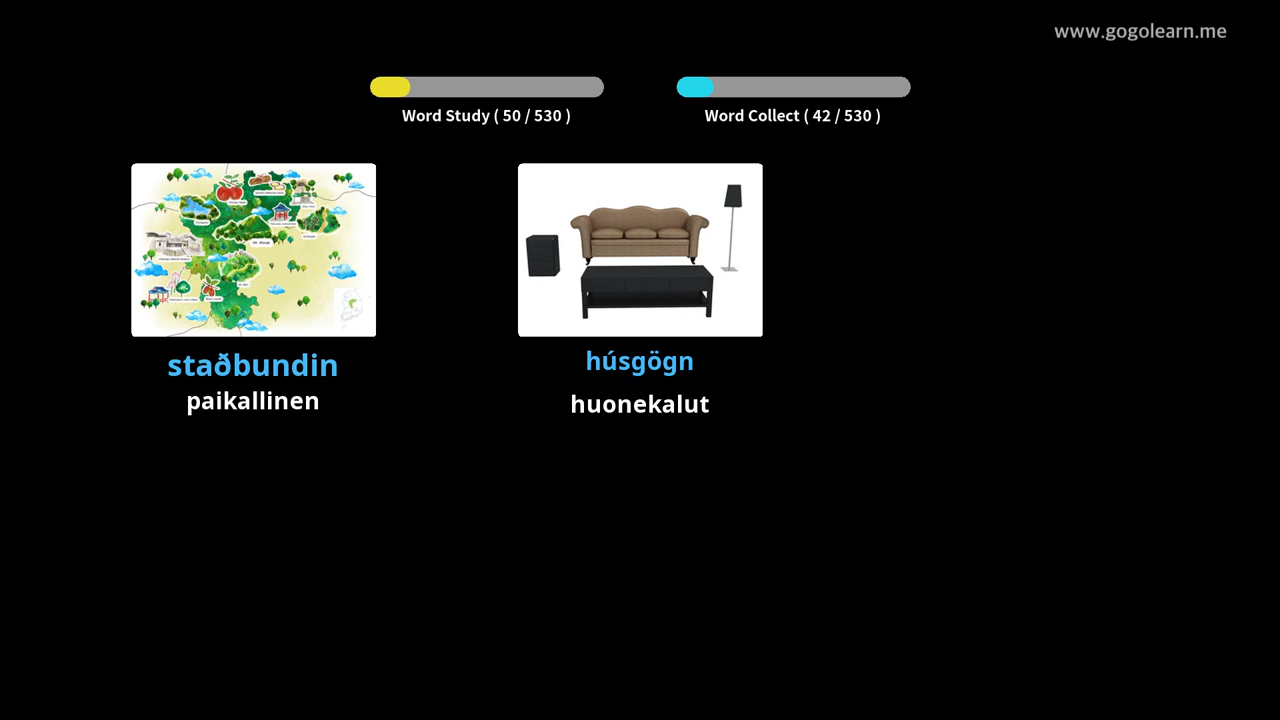 www.gogolearn.me
Word Study ( 50 / 530 )
Word Collect ( 42 / 530 )
staðbundin
paikallinen
húsgögn
huonekalut